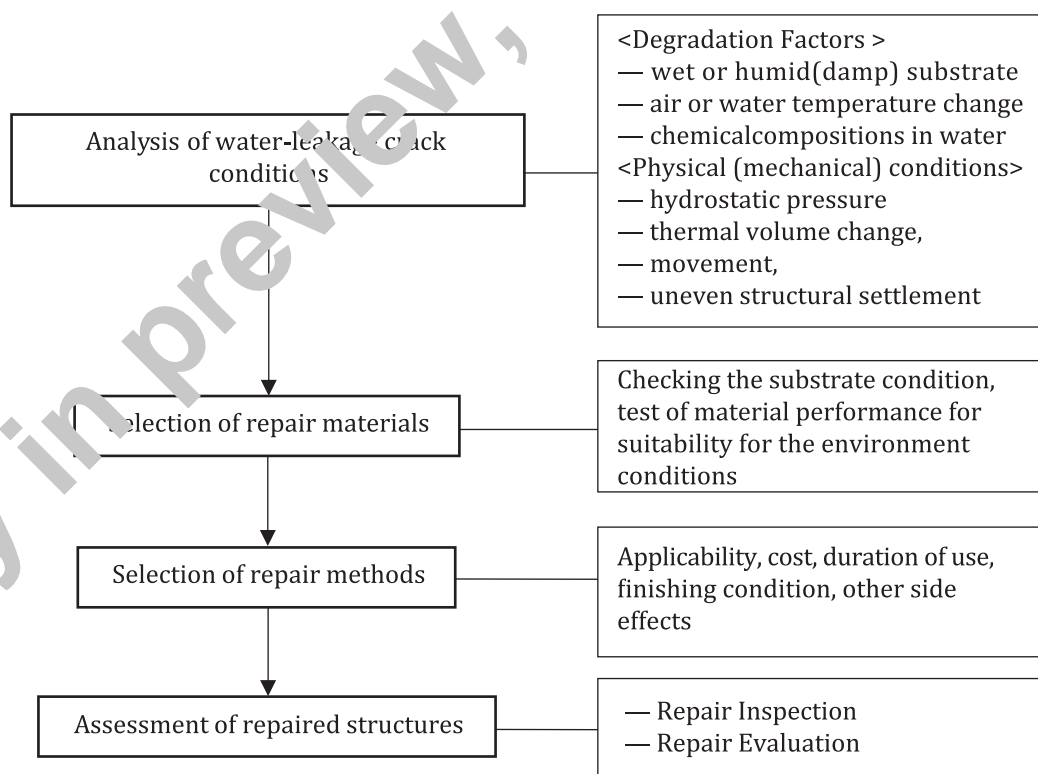 <Degradation Factors >
— wet or humid(damp) substrate
— air or water temperature change
— chemicalcompositions in water
<Physical (mechanical) conditions>
— hydrostatic pressure
— thermal volume change,
— movement,
— uneven structural settlement
Analysis of water-leakage crack
conditions
Selection of repair materials
Checking the substrate condition,
test of material performance for
suitability for the environment
conditions
Selection of repair methods
Applicability, cost, duration of use,
finishing condition, other side
effects
Assessment of repaired structures
— Repair Inspection
— Repair Evaluation
in preview,